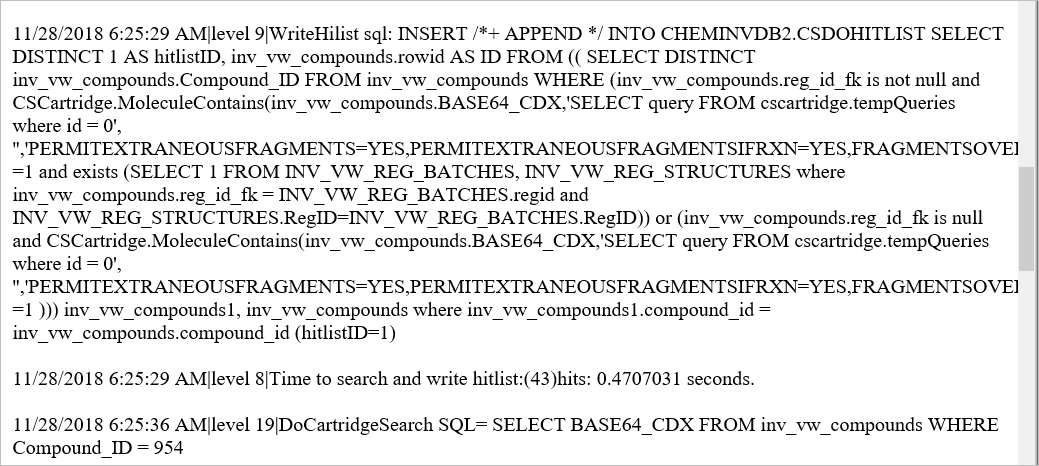 11/28/2018 6:25:29 AM|level 9|WriteHilist sql: INSERT /*+ APPEND */ INTO CHEMINVDB2.CSDOHITLIST SELECT
DISTINCT 1 AS hitlistID, inv_vw_compounds.rowid AS ID FROM (( SELECT DISTINCT
inv_vw_compounds.Compound_ID FROM inv_vw_compounds WHERE (inv_vw_compounds.reg_id_fk is not null and
CSCartridge.MoleculeContains(inv_vw_compounds.BASE64_CDX,'SELECT query FROM cscartridge.tempQueries
where id = 0',
'','PERMITEXTRANEOUSFRAGMENTS=YES,PERMITEXTRANEOUSFRAGMENTSIFRXN=YES,FRAGMENTSOVE
=1 and exists (SELECT 1 FROM INV_VW_REG_BATCHES, INV_VW_REG_STRUCTURES where
inv_vw_compounds.reg_id_fk = INV_VW_REG_BATCHES.regid and
INV_VW_REG_STRUCTURES.RegID=INV_VW_REG_BATCHES.RegID)) or (inv_vw_compounds.reg_id_fk is null
and CSCartridge.MoleculeContains(inv_vw_compounds.BASE64_CDX,'SELECT query FROM cscartridge.tempQueries
where id = 0',
'','PERMITEXTRANEOUSFRAGMENTS=YES,PERMITEXTRANEOUSFRAGMENTSIFRXN=YES,FRAGMENTSOVE
=1 ))) inv_vw_compounds1, inv_vw_compounds where inv_vw_compounds1.compound_id =
inv_vw_compounds.compound_id (hitlistID=1)
11/28/2018 6:25:29 AM|level 8|Time to search and write hitlist:(43)hits: 0.4707031 seconds.
11/28/2018 6:25:36 AM|level 19|DoCartridgeSearch SQL= SELECT BASE64_CDX FROM inv_vw_compounds WHERE
Compound_ID = 954